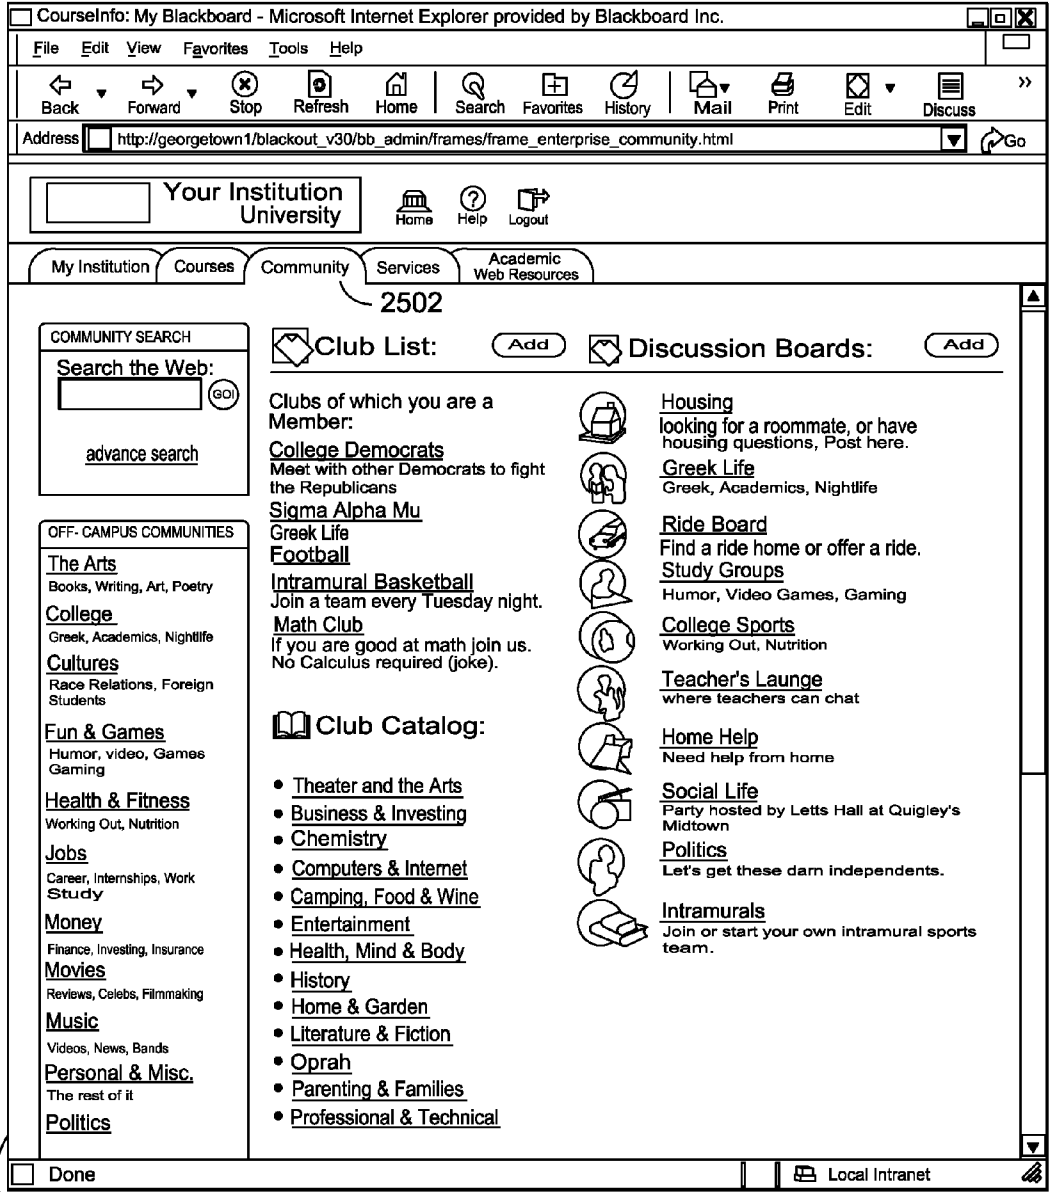 CourseInfo: My Blackboard - Microsoft Internet Explorer provided by Blackboard Inc.
File Edit View Favorites Tools Help
Back Forward Stop Refresh Home Search Favorites History Mail Print Edit Discuss »
Address http://georgetown1/blackout_v30/bb_admin/frames/frame_enterprise_community.html Go
Your Institution
University
Home Help Logout
My Institution Courses Community Services Academic
Web Resources
2502
COMMUNITY SEARCH
Search the Web:
GO!
advance search
OFF- CAMPUS COMMUNITIES
The Arts
Books, Writing, Art, Poetry
College
Greek, Academics, Nightlife
Cultures
Race Relations, Foreign
Students
Fun & Games
Humor, video, Games
Gaming
Health & Fitness
Working Out, Nutrition
Jobs
Career, Internships, Work
Study
Money
Finance, Investing, Insurance
Movies
Reviews, Celebs, Filmmaking
Music
Videos, News, Bands
Personal & Misc.
The rest of it
Politics
Club List: Add
Clubs of which you are a
Member:
College Democrats
Meet with other Democrats to fight
the Republicans
Sigma Alpha Mu
Greek Life
Football
Intramural Basketball
Join a team every Tuesday night.
Math Club
If you are good at math join us.
No Calculus required (joke).
Club Catalog:
• Theater and the Arts
• Business & Investing
• Chemistry
• Computers & Internet
• Camping, Food & Wine
• Entertainment
• Health, Mind & Body
• History
• Home & Garden
• Literature & Fiction
• Oprah
• Parenting & Families
• Professional & Technical
Discussion Boards: Add
Housing
looking for a roommate, or have
housing questions, Post here.
Greek Life
Greek, Academics, Nightlife
Ride Board
Find a ride home or offer a ride.
Study Groups
Humor, Video Games, Gaming
College Sports
Working Out, Nutrition
Teacher's Launge
where teachers can chat
Home Help
Need help from home
Social Life
Party hosted by Letts Hall at Quigley's
Midtown
Politics
Let's get these darn independents.
Intramurals
Join or start your own intramural sports
team.
Done Local Intranet